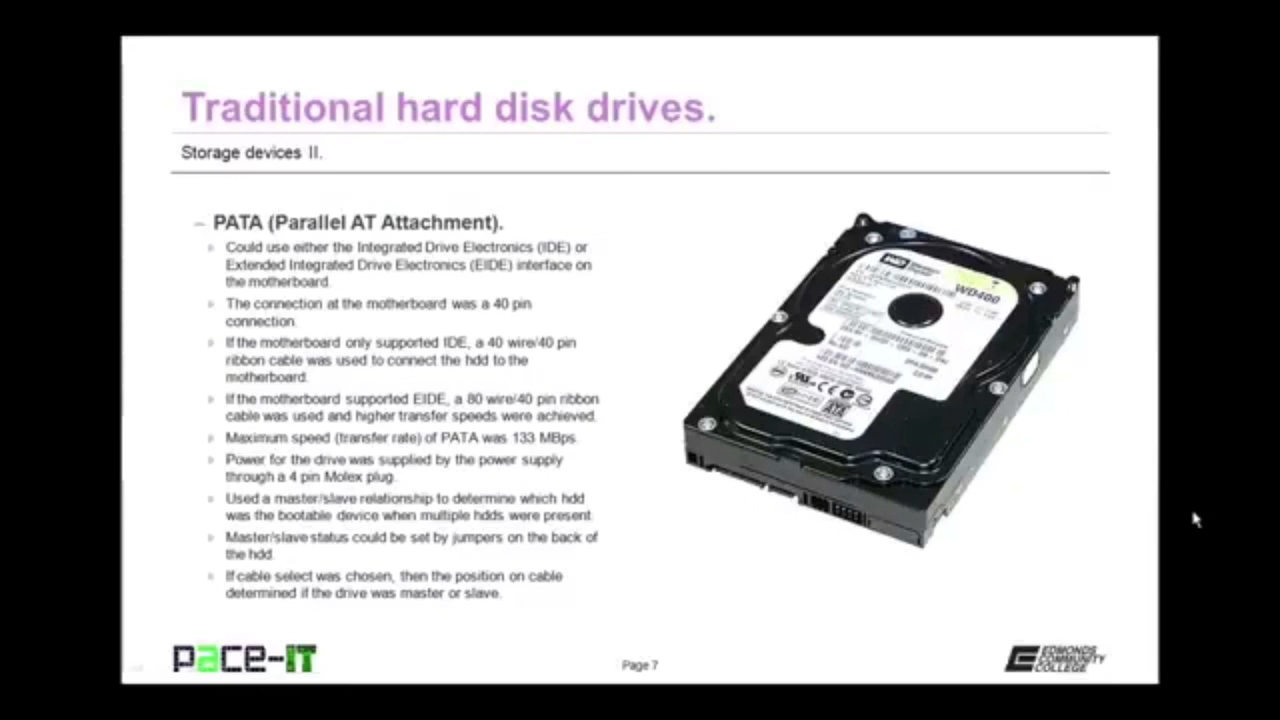 Traditional hard disk drives.
Storage devices II.
– PATA (Parallel AT Attachment).
Could use either the Integrated Drive Electronics (IDE) or
Extended Integrated Drive Electronics (EIDE) interface on
the motherboard.
The connection at the motherboard was a 40 pin
connection.
If the motherboard only supported IDE, a 40 wire/40 pin
ribbon cable was used to connect the hdd to the
motherboard.
If the motherboard supported EIDE, a 80 wire/40 pin ribbon
cable was used and higher transfer speeds were achieved.
Maximum speed (transfer rate) of PATA was 133 MBps.
Power for the drive was supplied by the power supply
through a 4 pin Molex plug.
Used a master/slave relationship to determine which hdd
was the bootable device when multiple hdds were present
Master/slave status could be set by jumpers on the back of
the hdd.
If cable select was chosen, then the position on cable
determined if the drive was master or slave.
WD
WD400
SATA
pace-IT
Page 7
EDMONDS
COMMUNITY
COLLEGE